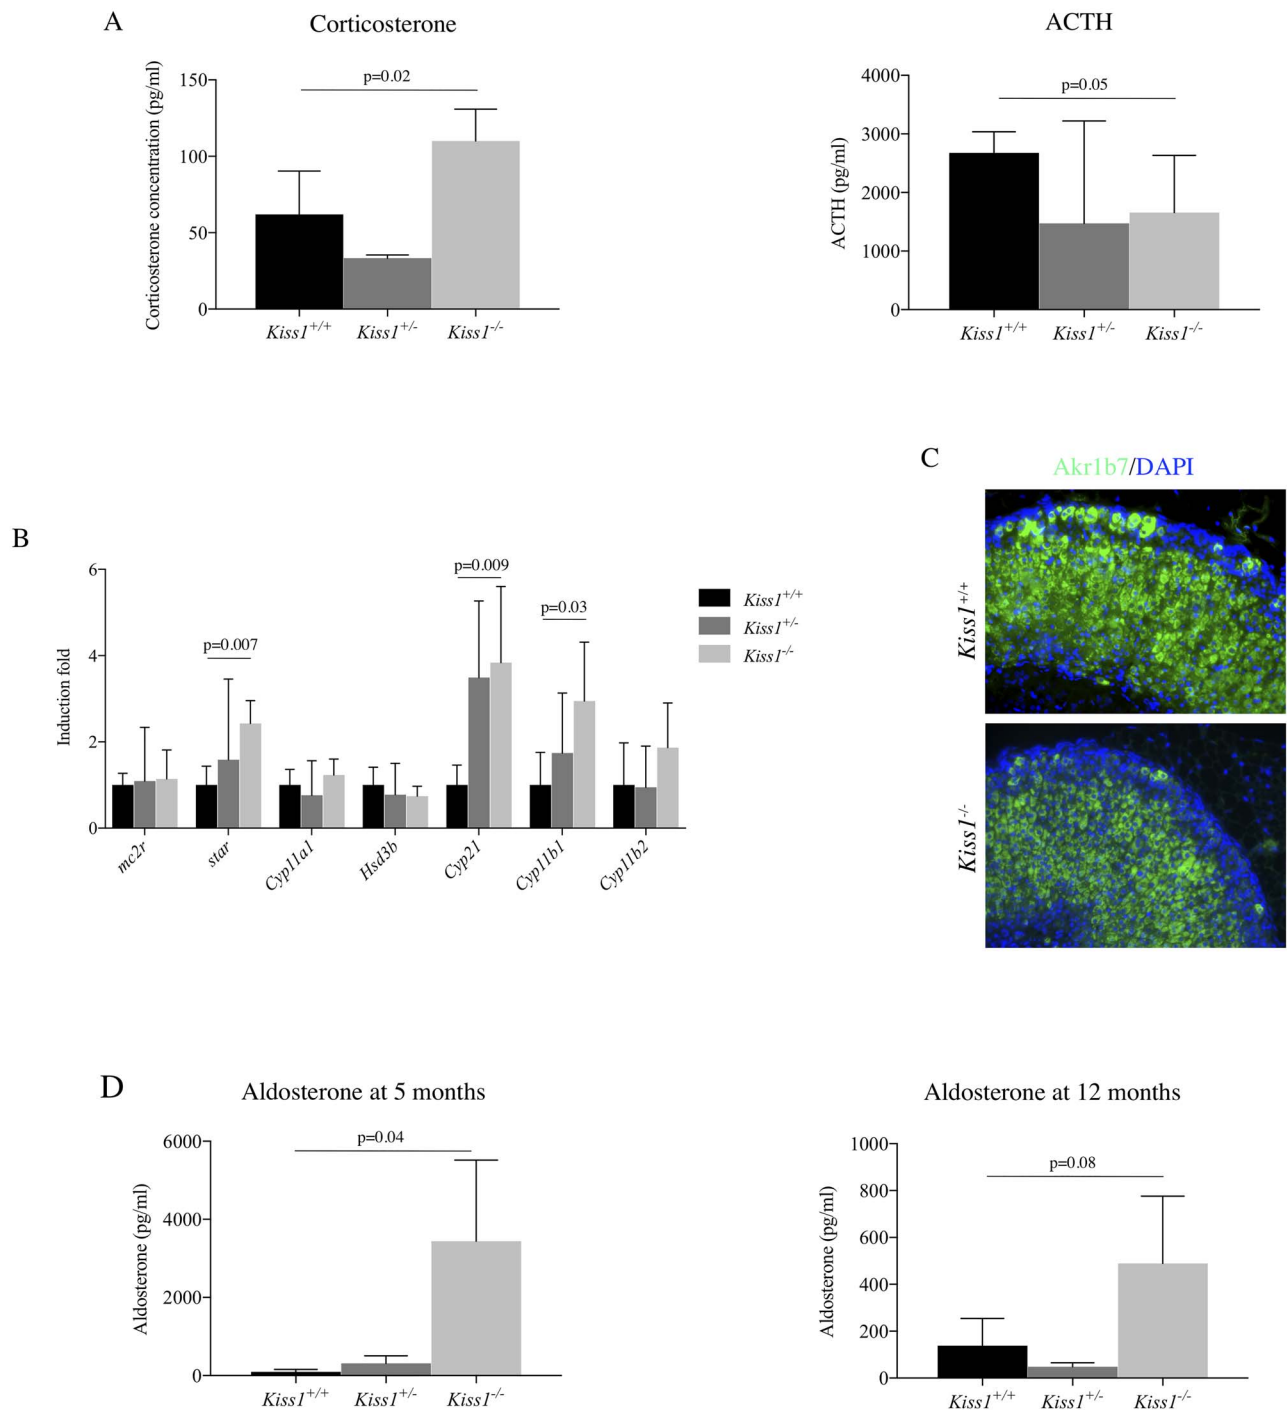 A
Corticosterone
Corticosterone concentration (pg/ml)
150
100
50
0
p=0.02
Kiss1+/+ Kiss1+/- Kiss1-/-
ACTH
ACTH (pg/ml)
4000
3000
2000
1000
0
p=0.05
Kiss1+/+ Kiss1+/- Kiss1-/-
B
Induction fold
6
4
2
0
p=0.007
p=0.009
p=0.03
mc2r star Cyp11a1 Hsd3b Cyp21 Cyp11b1 Cyp11b2
Kiss1+/+
Kiss1+/-
Kiss1-/-
C
Akr1b7/DAPI
Kiss1+/+
Kiss1-/-
D
Aldosterone at 5 months
Aldosterone (pg/ml)
6000
4000
2000
0
p=0.04
Kiss1+/+ Kiss1+/- Kiss1-/-
Aldosterone at 12 months
Aldosterone (pg/ml)
1000
800
600
400
200
0
p=0.08
Kiss1+/+ Kiss1+/- Kiss1-/-